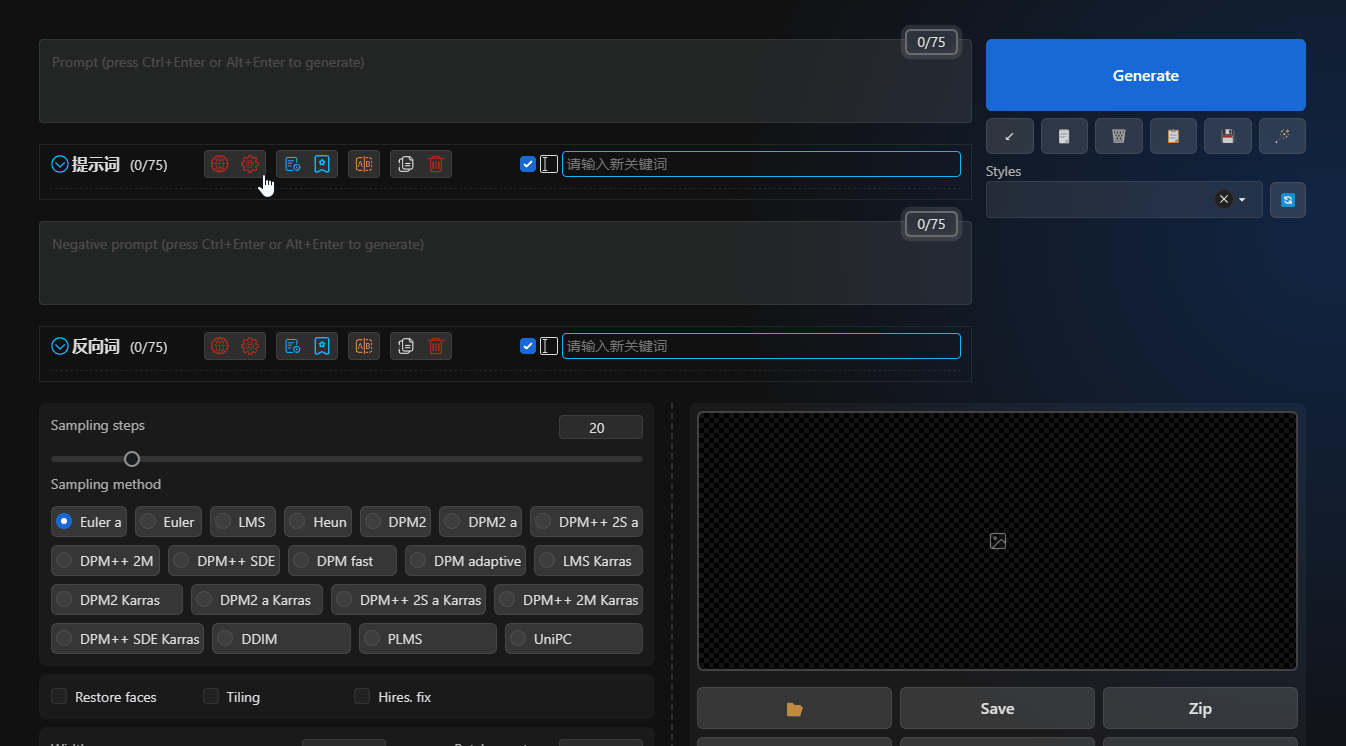 0/75
Prompt (press Ctrl+Enter or Alt+Enter to generate)
Generate
提示词 (0/75) 请输入新关键词
Styles
0/75
Negative prompt (press Ctrl+Enter or Alt+Enter to generate)
反向词 (0/75) 请输入新关键词
Sampling steps 20
Sampling method
Euler a Euler LMS Heun DPM2 DPM2 a DPM++ 2S a
DPM++ 2M DPM++ SDE DPM fast DPM adaptive LMS Karras
DPM2 Karras DPM2 a Karras DPM++ 2S a Karras DPM++ 2M Karras
DPM++ SDE Karras DDIM PLMS UniPC
Restore faces Tiling Hires. fix
Save Zip